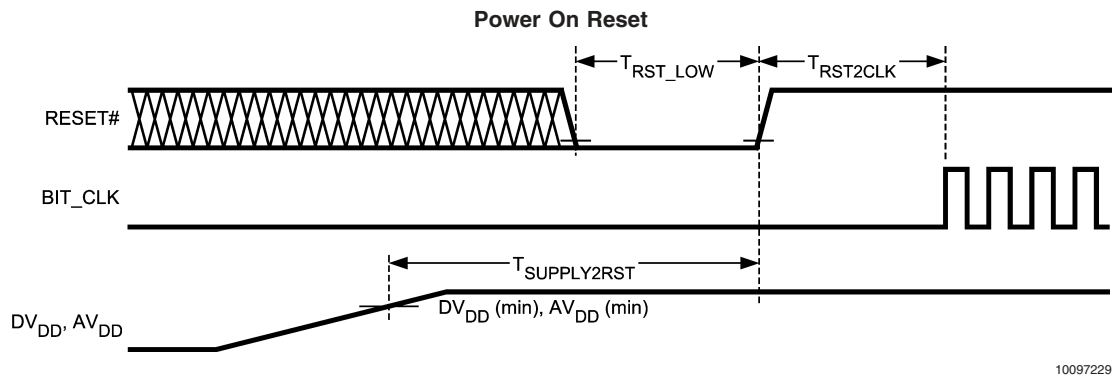 Power On Reset
T_RST_LOW
T_RST2CLK
RESET#
BIT_CLK
T_SUPPLY2RST
DV_DD (min), AV_DD (min)
DV_DD, AV_DD
10097229